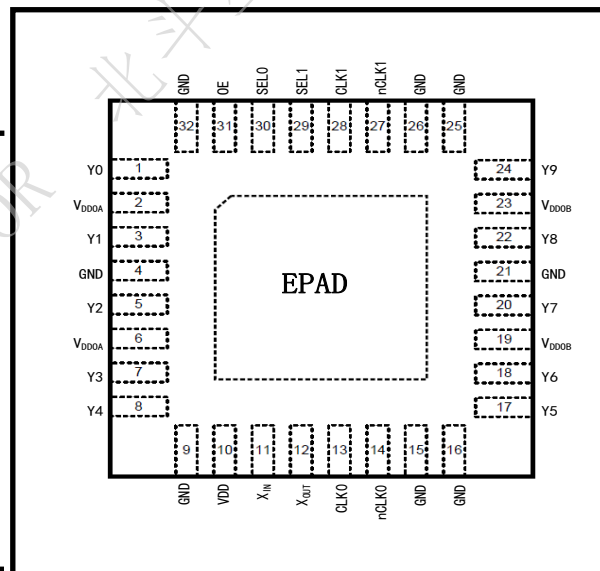 GND OE SEL0 SEL1 CLK1 nCLK1 GND GND
32 31 30 29 28 27 26 25
Y0 1 24 Y9
VDDOA 2 23 VDDOB
Y1 3 22 Y8
GND 4 21 GND
EPAD
Y2 5 20 Y7
VDDOA 6 19 VDDOB
Y3 7 18 Y6
Y4 8 17 Y5
9 10 11 12 13 14 15 16
GND VDD XIN XOUT CLK0 nCLK0 GND GND
北斗
OR